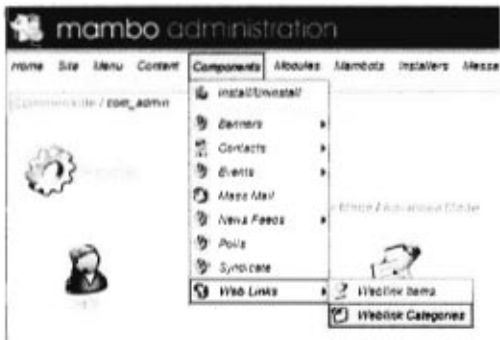 mambo administration
Home Site Menu Content Components Modules Mambots Installers Messa
/ com_admin
Install/Uninstall
Banners
Contacts
Events
Mass Mail
News Feeds
Polls
Syndicate
Web Links
Weblink Items
Weblink Categories